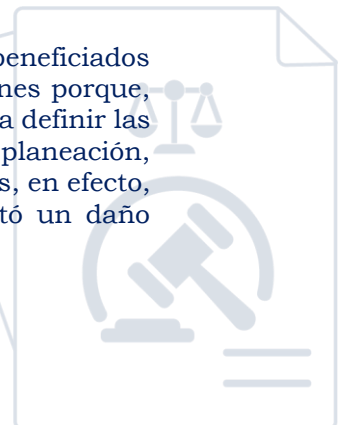 beneficiados
nes porque,
a definir las
planeación,
s, en efecto,
tó un daño